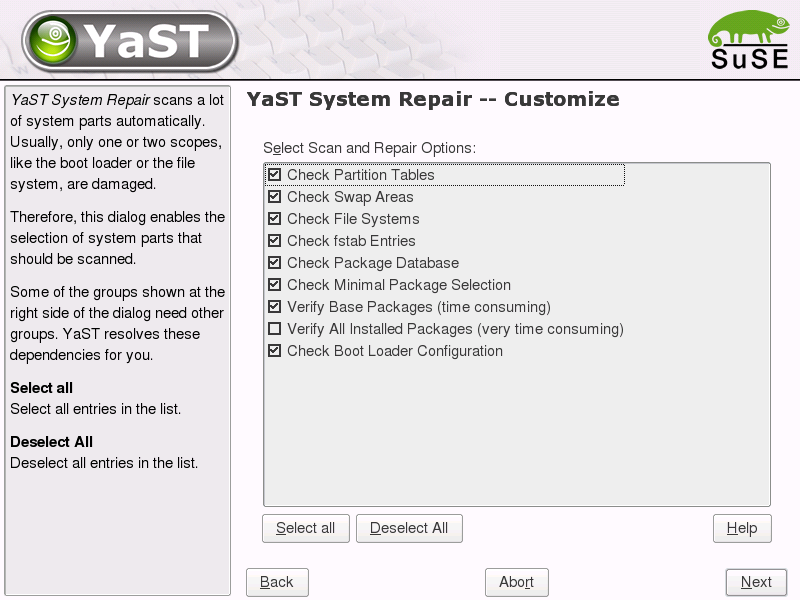 YaST
SuSE
YaST System Repair scans a lot
of system parts automatically.
Usually, only one or two scopes,
like the boot loader or the file
system, are damaged.
Therefore, this dialog enables the
selection of system parts that
should be scanned.
Some of the groups shown at the
right side of the dialog need other
groups. YaST resolves these
dependencies for you.
Select all
Select all entries in the list.
Deselect All
Deselect all entries in the list.
YaST System Repair -- Customize
Select Scan and Repair Options:
Check Partition Tables
Check Swap Areas
Check File Systems
Check fstab Entries
Check Package Database
Check Minimal Package Selection
Verify Base Packages (time consuming)
Verify All Installed Packages (very time consuming)
Check Boot Loader Configuration
Select all
Deselect All
Help
Back
Abort
Next